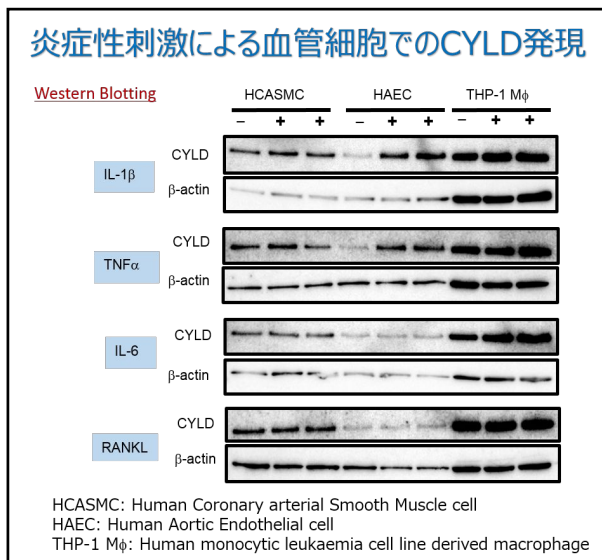 炎症性刺激による血管細胞でのCYLD発現
Western Blotting
HCASMC HAEC THP-1 Mϕ
− + + − + + − + +
IL-1β
CYLD
β-actin
TNFα
CYLD
β-actin
IL-6
CYLD
β-actin
RANKL
CYLD
β-actin
HCASMC: Human Coronary arterial Smooth Muscle cell
HAEC: Human Aortic Endothelial cell
THP-1 Mϕ: Human monocytic leukaemia cell line derived macrophage